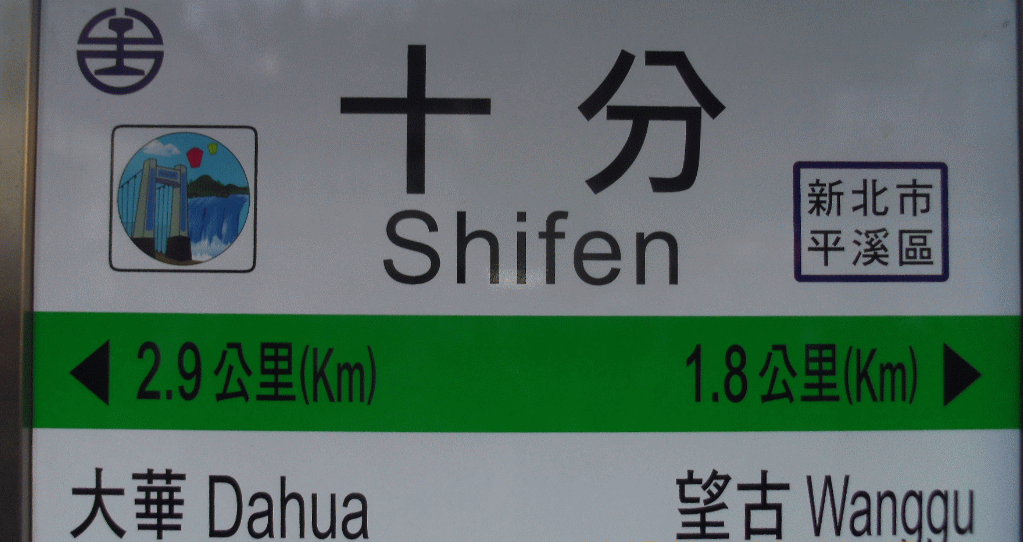 十分
Shifen
新北市
平溪區
2.9公里(Km)
1.8公里(Km)
大華 Dahua
望古 Wanggu